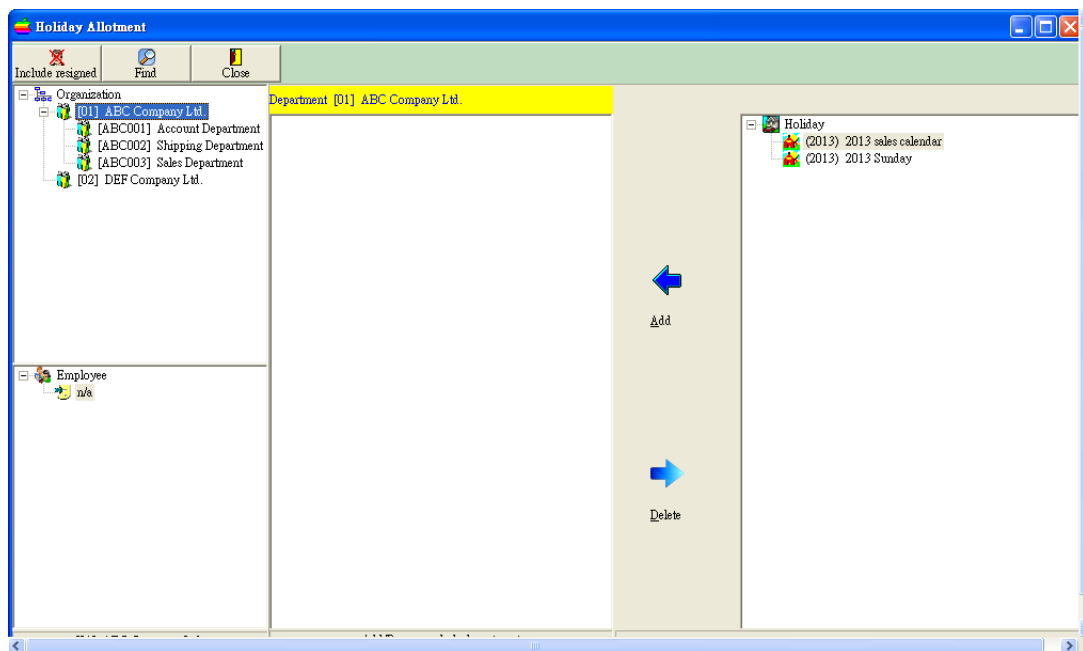 Holiday Allotment
Include resigned Find Close
Organization
[01] ABC Company Ltd.
[ABC001] Account Department
[ABC002] Shipping Department
[ABC003] Sales Department
[02] DEF Company Ltd.
Employee
n/a
Department [01] ABC Company Ltd.
Add
Delete
Holiday
(2013) 2013 sales calendar
(2013) 2013 Sunday